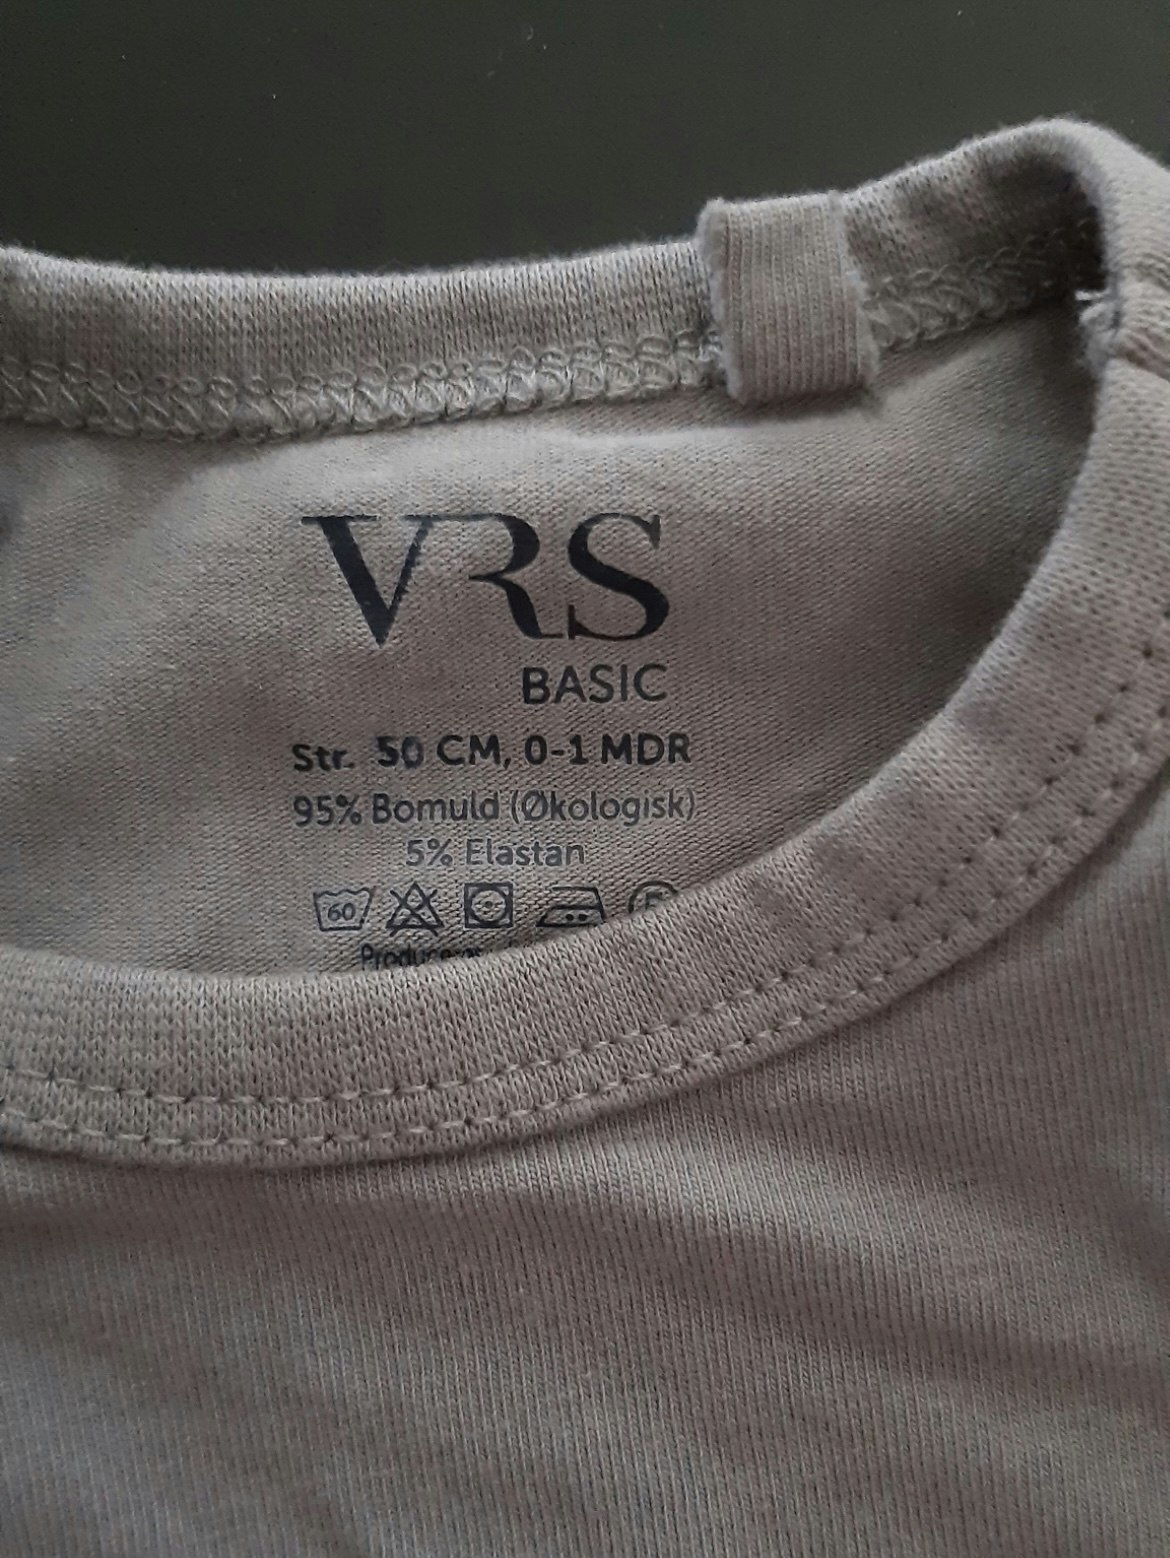 VRS
BASIC
Str. 50 CM, 0-1 MDR
95% Bomuld (Økologisk)
5% Elastan
60